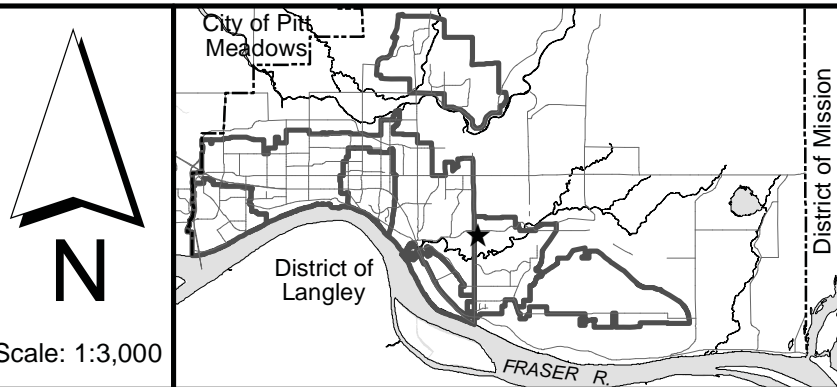 N
Scale: 1:3,000
City of Pitt
Meadows
District of
Langley
FRASER R.
District of Mission